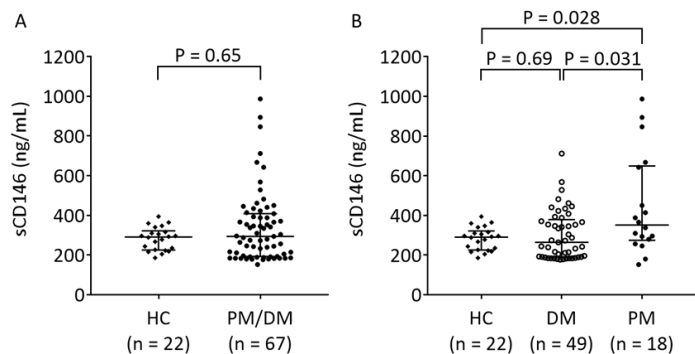 A
P = 0.65
1200
1000
800
600
400
200
0
sCD146 (ng/mL)
HC
(n = 22)
PM/DM
(n = 67)
B
P = 0.028
P = 0.69
P = 0.031
1200
1000
800
600
400
200
0
sCD146 (ng/mL)
HC
(n = 22)
DM
(n = 49)
PM
(n = 18)